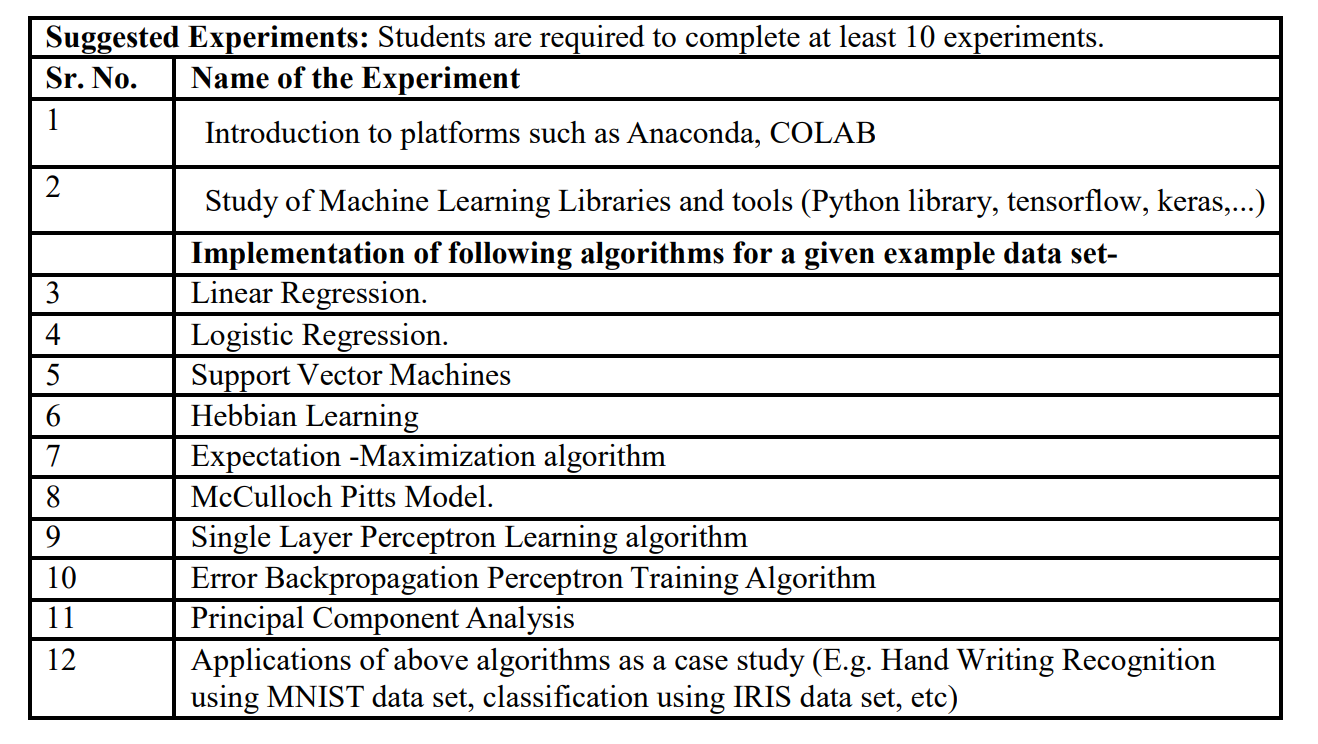 Suggested Experiments: Students are required to complete at least 10 experiments.
Sr. No. Name of the Experiment
1 Introduction to platforms such as Anaconda, COLAB
2 Study of Machine Learning Libraries and tools (Python library, tensorflow, keras,...)
Implementation of following algorithms for a given example data set-
3 Linear Regression.
4 Logistic Regression.
5 Support Vector Machines
6 Hebbian Learning
7 Expectation -Maximization algorithm
8 McCulloch Pitts Model.
9 Single Layer Perceptron Learning algorithm
10 Error Backpropagation Perceptron Training Algorithm
11 Principal Component Analysis
12 Applications of above algorithms as a case study (E.g. Hand Writing Recognition
using MNIST data set, classification using IRIS data set, etc)